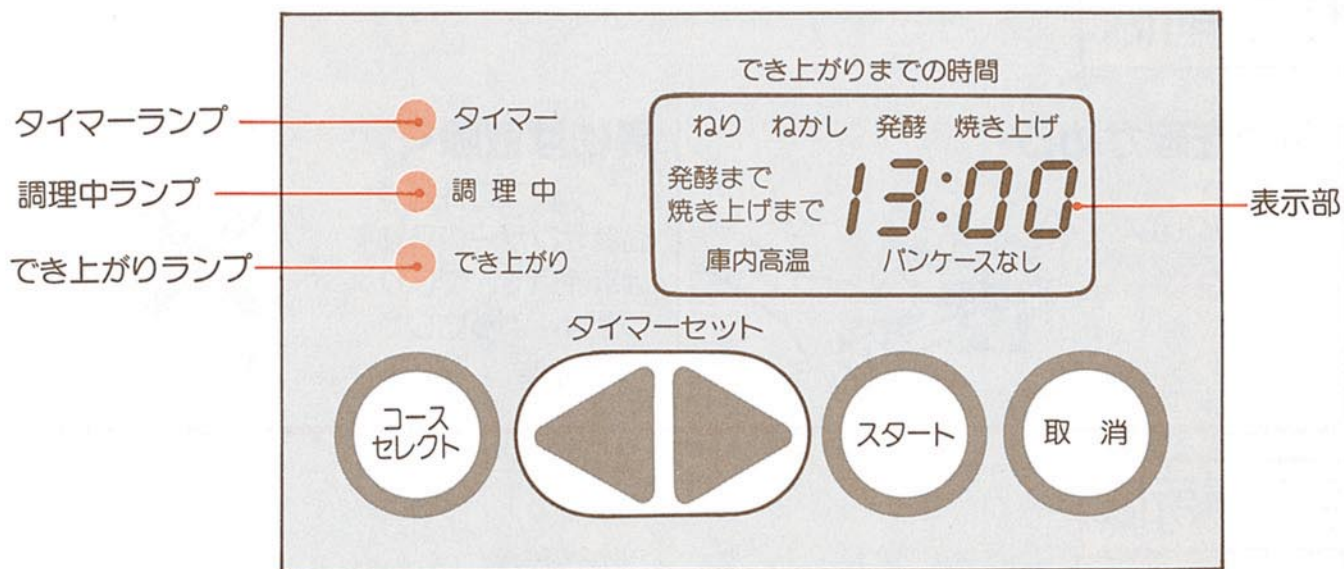 でき上がりまでの時間
タイマーランプ
タイマー
ねり ねかし 発酵 焼き上げ
調理中ランプ
調理中
発酵まで
焼き上げまで
13:00
表示部
でき上がりランプ
でき上がり
庫内高温 パンケースなし
タイマーセット
コース
セレクト
スタート
取消